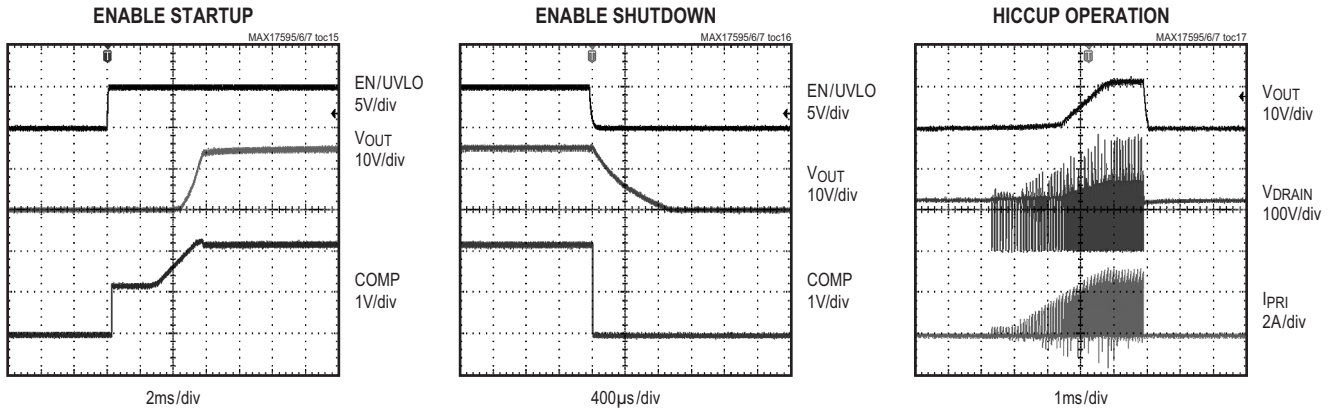 ENABLE STARTUP
MAX17595/6/7 toc15
T
EN/UVLO
5V/div
VOUT
10V/div
COMP
1V/div
2ms/div
ENABLE SHUTDOWN
MAX17595/6/7 toc16
T
EN/UVLO
5V/div
VOUT
10V/div
COMP
1V/div
400µs/div
HICCUP OPERATION
MAX17595/6/7 toc17
T
VOUT
10V/div
VDRAIN
100V/div
IPRI
2A/div
1ms/div